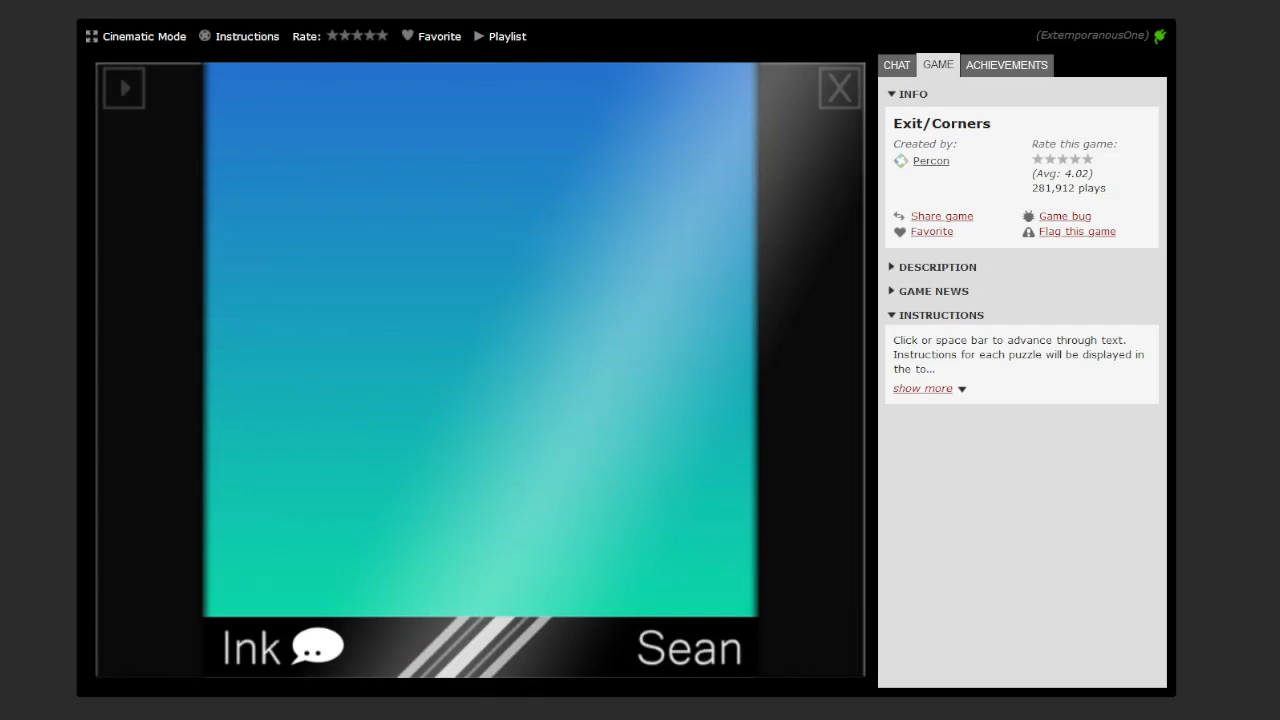 Cinematic Mode Instructions Rate: Favorite Playlist (ExtemporanousOne)
CHAT GAME ACHIEVEMENTS
INFO
Exit/Corners
Created by: Rate this game:
Percon
(Avg: 4.02)
281,912 plays
Share game Game bug
Favorite Flag this game
DESCRIPTION
GAME NEWS
INSTRUCTIONS
Click or space bar to advance through text.
Instructions for each puzzle will be displayed in
the to...
show more
X
Ink Sean